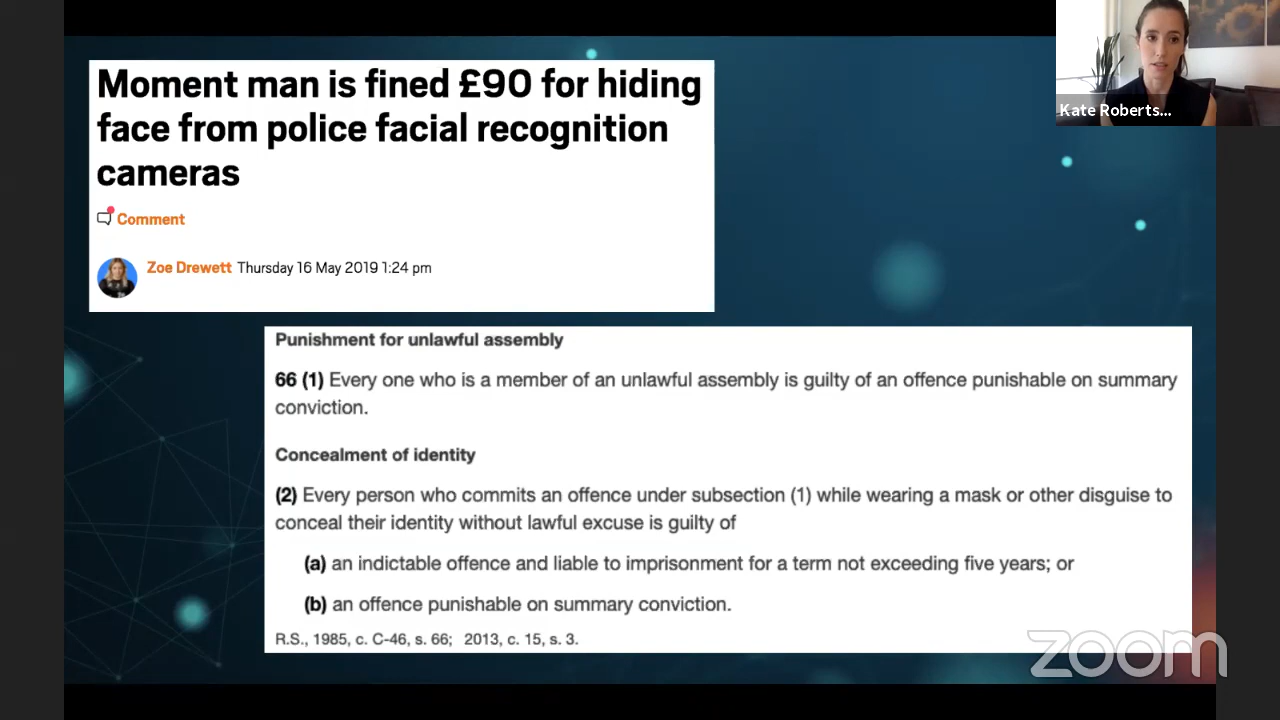 Moment man is fined £90 for hiding
face from police facial recognition
cameras
Comment
Zoe Drewett Thursday 16 May 2019 1:24 pm
Kate Roberts...
Punishment for unlawful assembly
66 (1) Every one who is a member of an unlawful assembly is guilty of an offence punishable on summary
conviction.
Concealment of identity
(2) Every person who commits an offence under subsection (1) while wearing a mask or other disguise to
conceal their identity without lawful excuse is guilty of
(a) an indictable offence and liable to imprisonment for a term not exceeding five years; or
(b) an offence punishable on summary conviction.
R.S., 1985, c. C-46, s. 66; 2013, c. 15, s. 3.
zoom